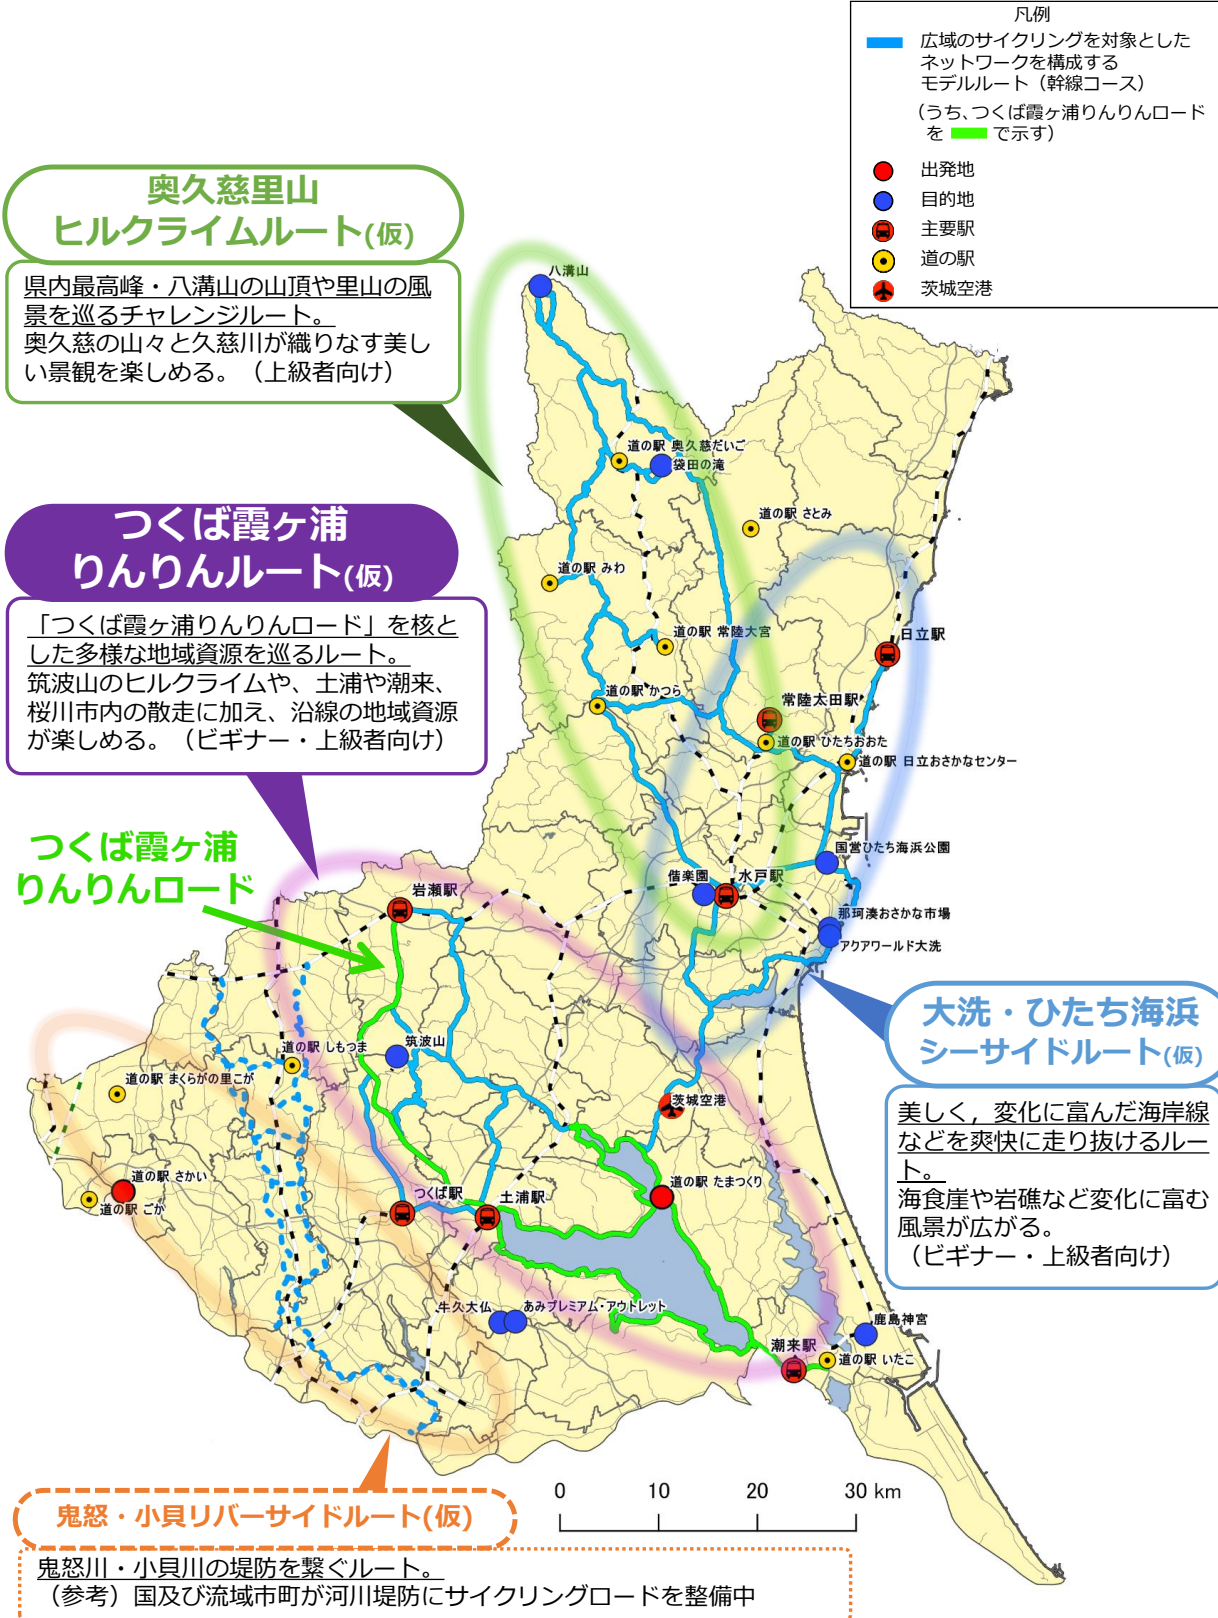 凡例
広域のサイクリングを対象とした
ネットワークを構成する
モデルルート（幹線コース）
（うち、つくば霞ヶ浦りんりんロード
を で示す）
出発地
目的地
主要駅
道の駅
茨城空港
奥久慈里山
ヒルクライムルート(仮)
県内最高峰・八溝山の山頂や里山の風
景を巡るチャレンジルート。
奥久慈の山々と久慈川が織りなす美し
い景観を楽しめる。（上級者向け）
つくば霞ヶ浦
りんりんルート(仮)
「つくば霞ヶ浦りんりんロード」を核と
した多様な地域資源を巡るルート。
筑波山のヒルクライムや、土浦や潮来、
桜川市内の散走に加え、沿線の地域資源
が楽しめる。（ビギナー・上級者向け）
つくば霞ヶ浦
りんりんロード
八溝山
道の駅 奥久慈だいご
袋田の滝
道の駅 さとみ
道の駅 みわ
道の駅 常陸大宮
日立駅
道の駅 かつら
常陸太田駅
道の駅 ひたちおおた
道の駅 日立おさかなセンター
国営ひたち海浜公園
偕楽園
水戸駅
岩瀬駅
那珂湊おさかな市場
アクアワールド大洗
筑波山
道の駅 しもつま
道の駅 まくらがの里こが
茨城空港
道の駅 さかい
道の駅 ごか
つくば駅
土浦駅
道の駅 たまつくり
牛久大仏
あみプレミアム・アウトレット
鹿島神宮
潮来駅
道の駅 いたこ
大洗・ひたち海浜
シーサイドルート(仮)
美しく，変化に富んだ海岸線
などを爽快に走り抜けるルー
ト。
海食崖や岩礁など変化に富む
風景が広がる。
（ビギナー・上級者向け）
0 10 20 30 km
鬼怒・小貝リバーサイドルート(仮)
鬼怒川・小貝川の堤防を繋ぐルート。
（参考）国及び流域市町が河川堤防にサイクリングロードを整備中